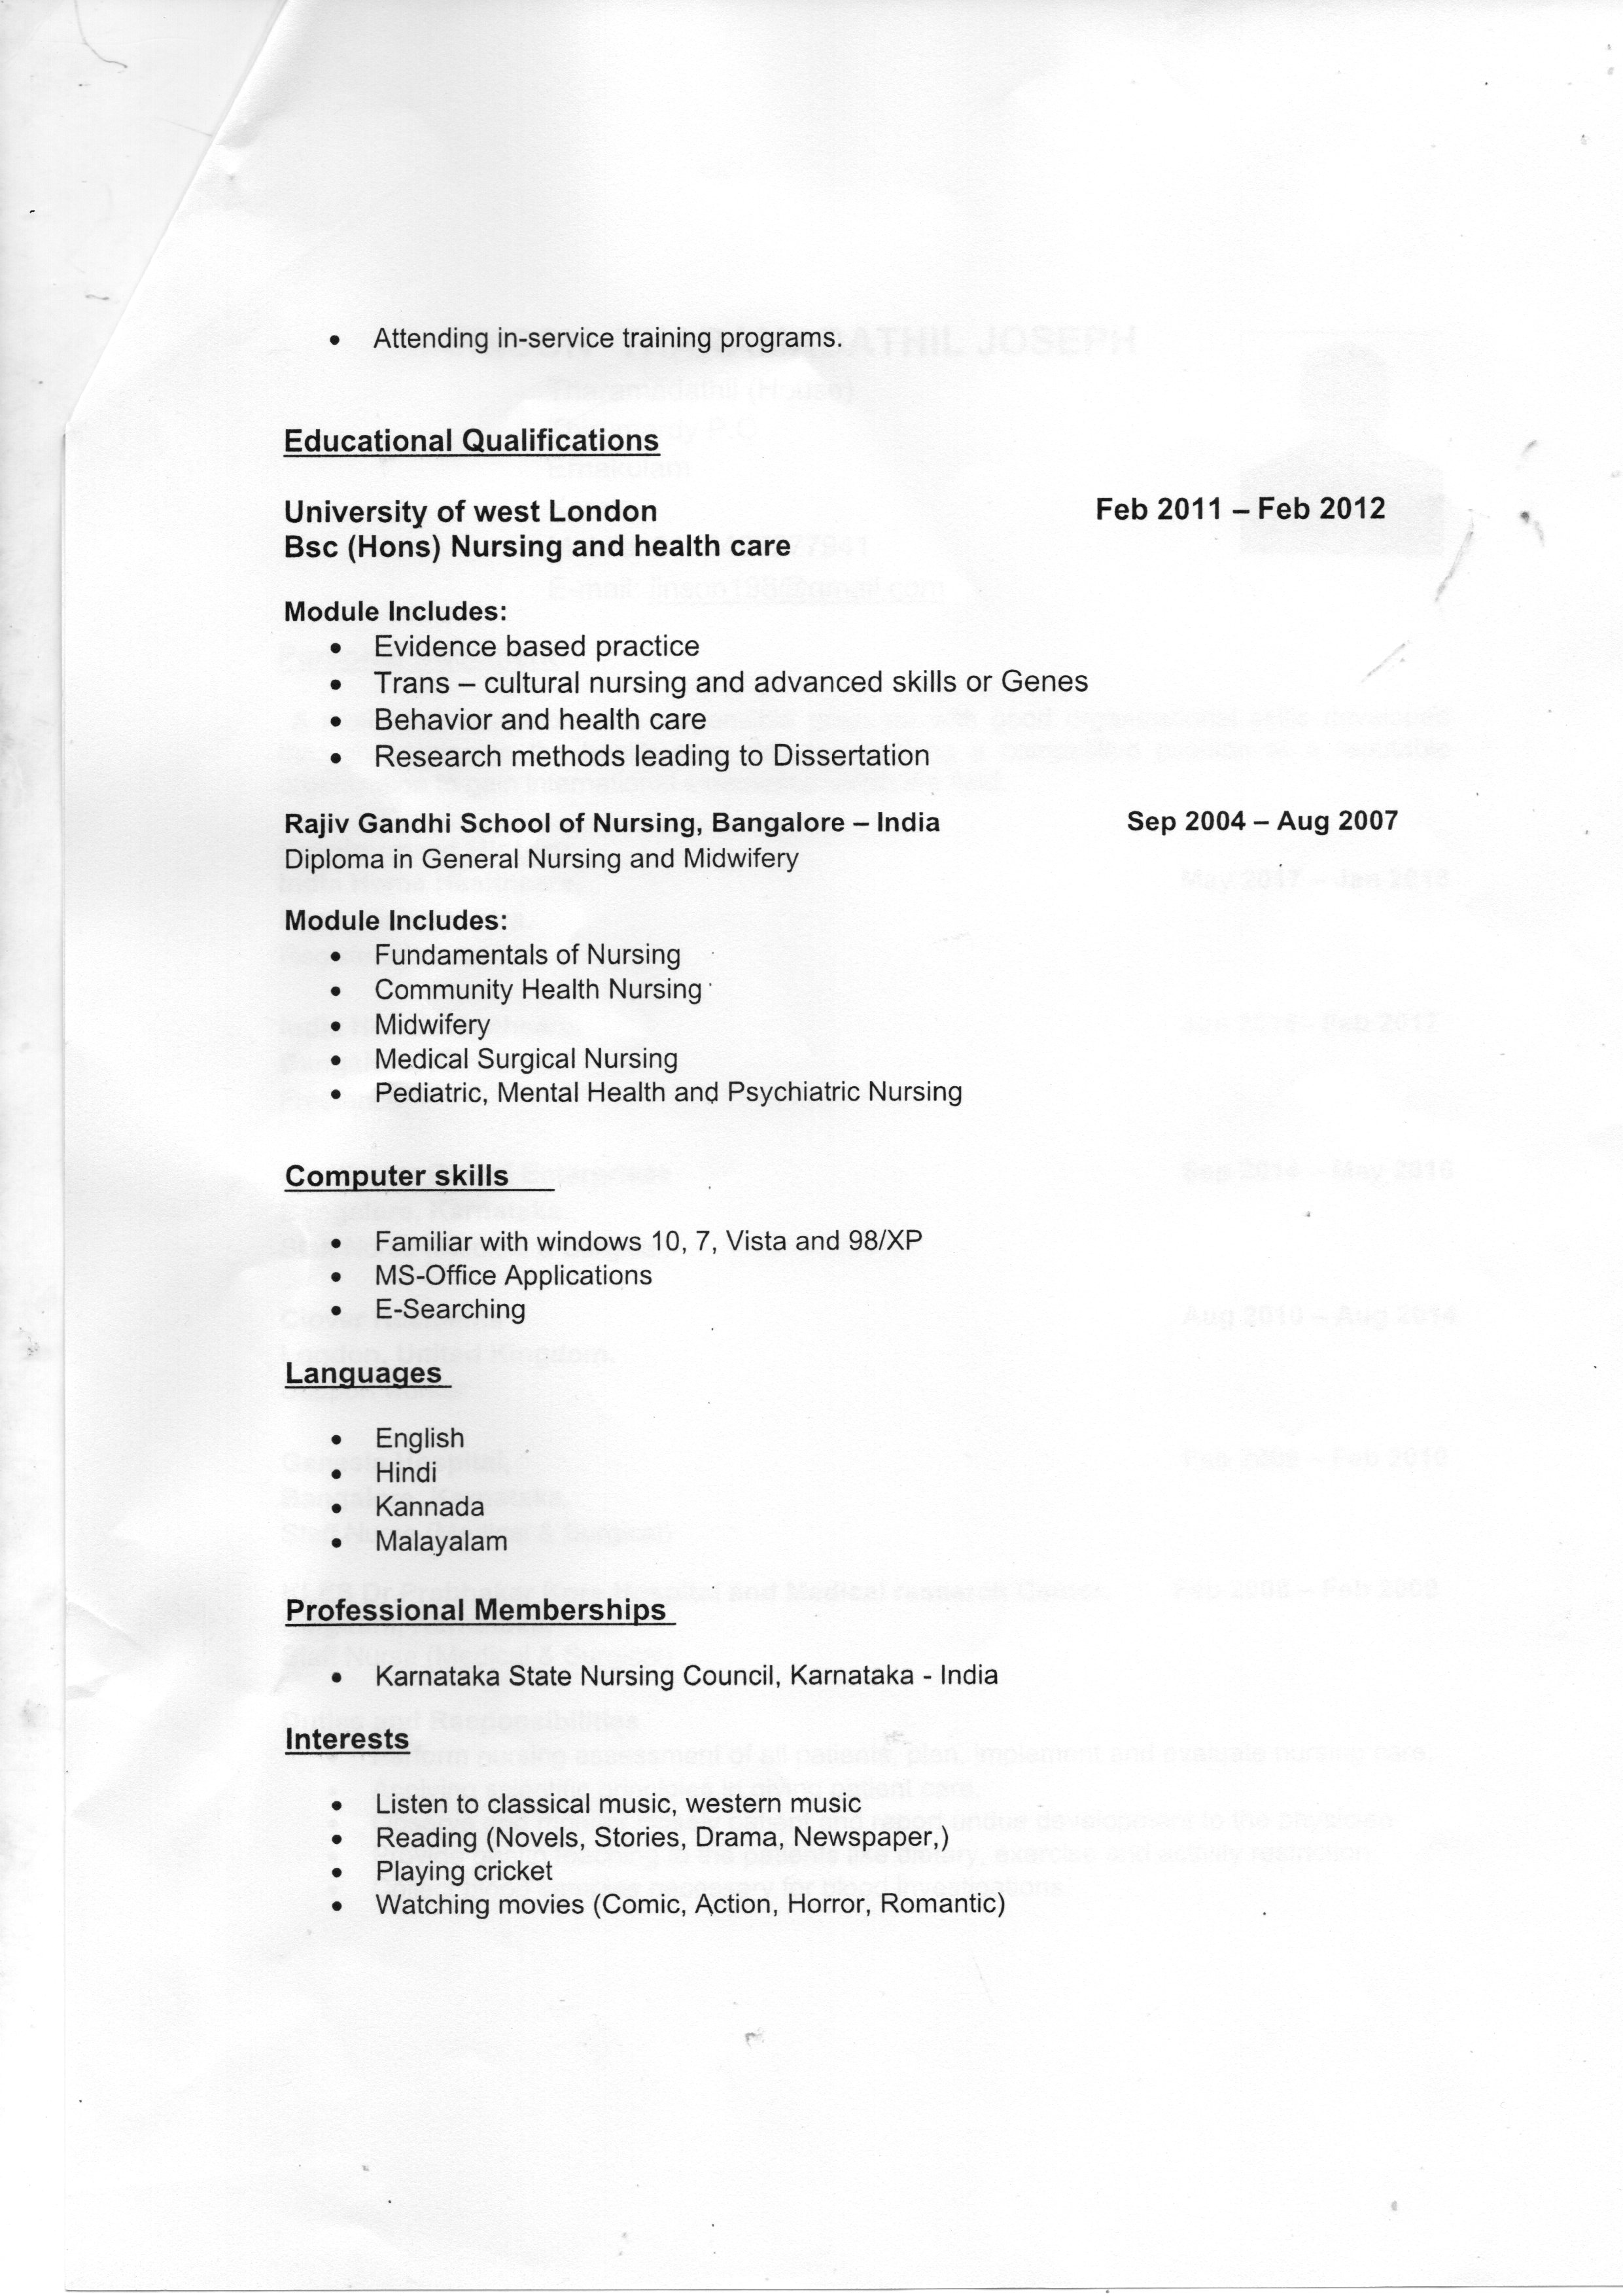 • Attending in-service training programs.
Educational Qualifications
University of west London Feb 2011 – Feb 2012
Bsc (Hons) Nursing and health care
Module Includes:
• Evidence based practice
• Trans – cultural nursing and advanced skills or Genes
• Behavior and health care
• Research methods leading to Dissertation
Rajiv Gandhi School of Nursing, Bangalore – India Sep 2004 – Aug 2007
Diploma in General Nursing and Midwifery
Module Includes:
• Fundamentals of Nursing
• Community Health Nursing
• Midwifery
• Medical Surgical Nursing
• Pediatric, Mental Health and Psychiatric Nursing
Computer skills
• Familiar with windows 10, 7, Vista and 98/XP
• MS-Office Applications
• E-Searching
Languages
• English
• Hindi
• Kannada
• Malayalam
Professional Memberships
• Karnataka State Nursing Council, Karnataka - India
Interests
• Listen to classical music, western music
• Reading (Novels, Stories, Drama, Newspaper,)
• Playing cricket
• Watching movies (Comic, Action, Horror, Romantic)